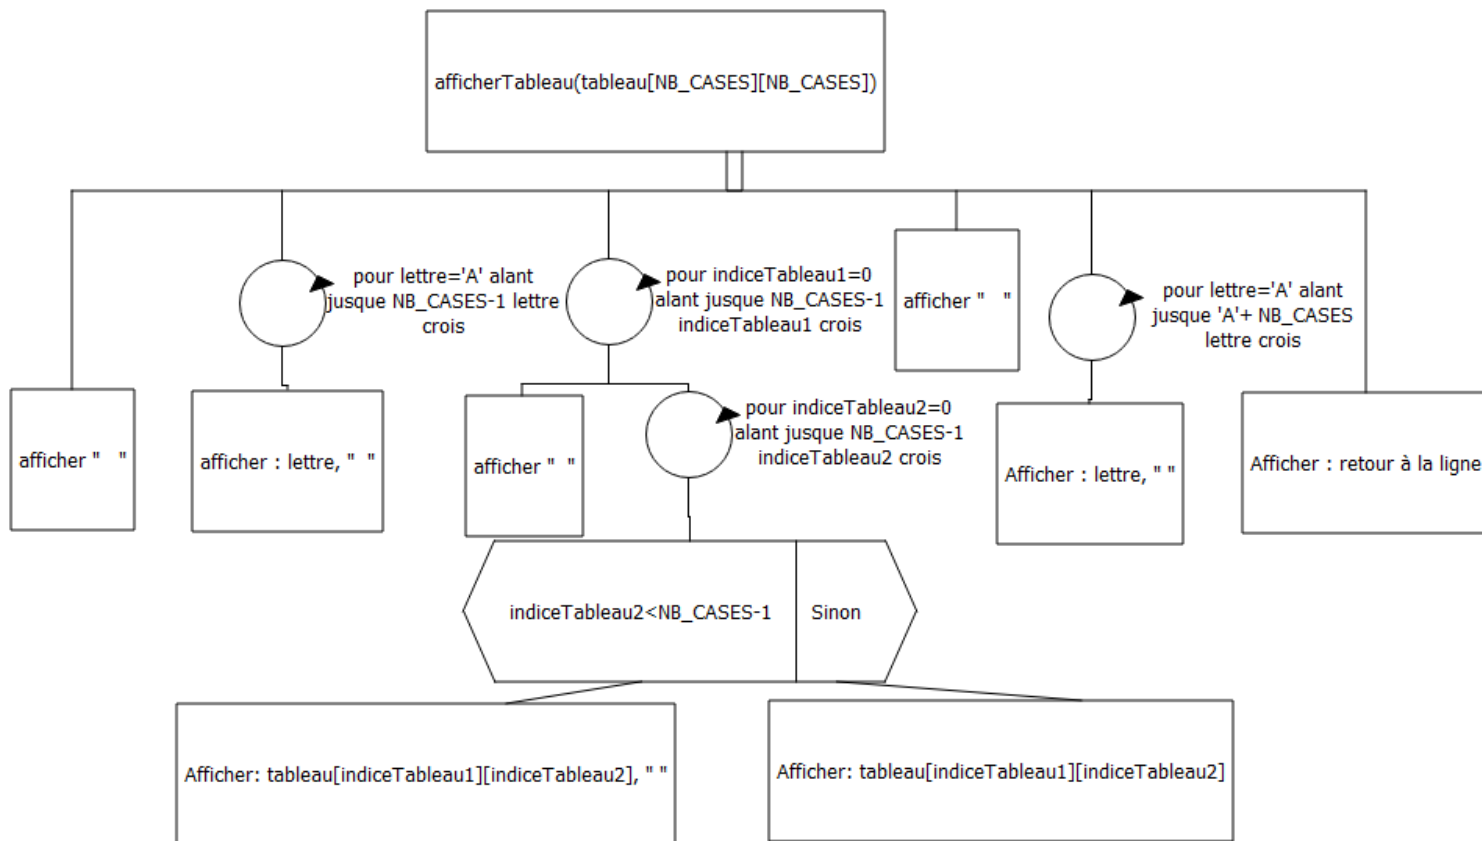 afficherTableau(tableau[NB_CASES][NB_CASES])
pour lettre='A' alant
jusque NB_CASES-1 lettre
crois
pour indiceTableau1=0
alant jusque NB_CASES-1
indiceTableau1 crois
afficher "   "
pour lettre='A' alant
jusque 'A'+ NB_CASES
lettre crois
afficher "   "
afficher : lettre, "  "
afficher "  "
pour indiceTableau2=0
alant jusque NB_CASES-1
indiceTableau2 crois
Afficher : lettre, " "
Afficher : retour à la ligne
indiceTableau2<NB_CASES-1
Sinon
Afficher: tableau[indiceTableau1][indiceTableau2], " "
Afficher: tableau[indiceTableau1][indiceTableau2]